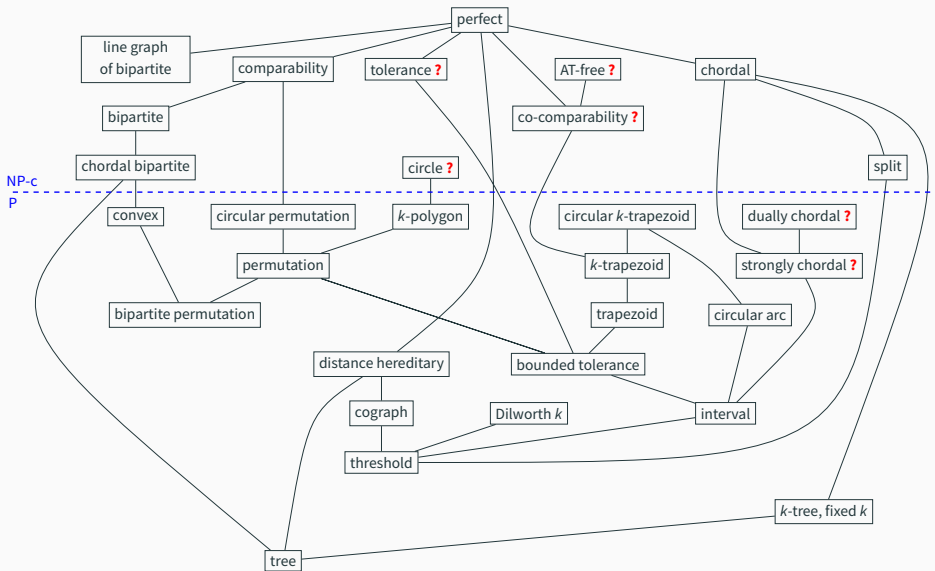 perfect
line graph
of bipartite
comparability
tolerance ?
AT-free ?
chordal
bipartite
co-comparability ?
chordal bipartite
circle ?
split
NP-c
P
convex
circular permutation
k-polygon
circular k-trapezoid
dually chordal ?
permutation
k-trapezoid
strongly chordal ?
bipartite permutation
trapezoid
circular arc
distance hereditary
bounded tolerance
cograph
Dilworth k
interval
threshold
k-tree, fixed k
tree